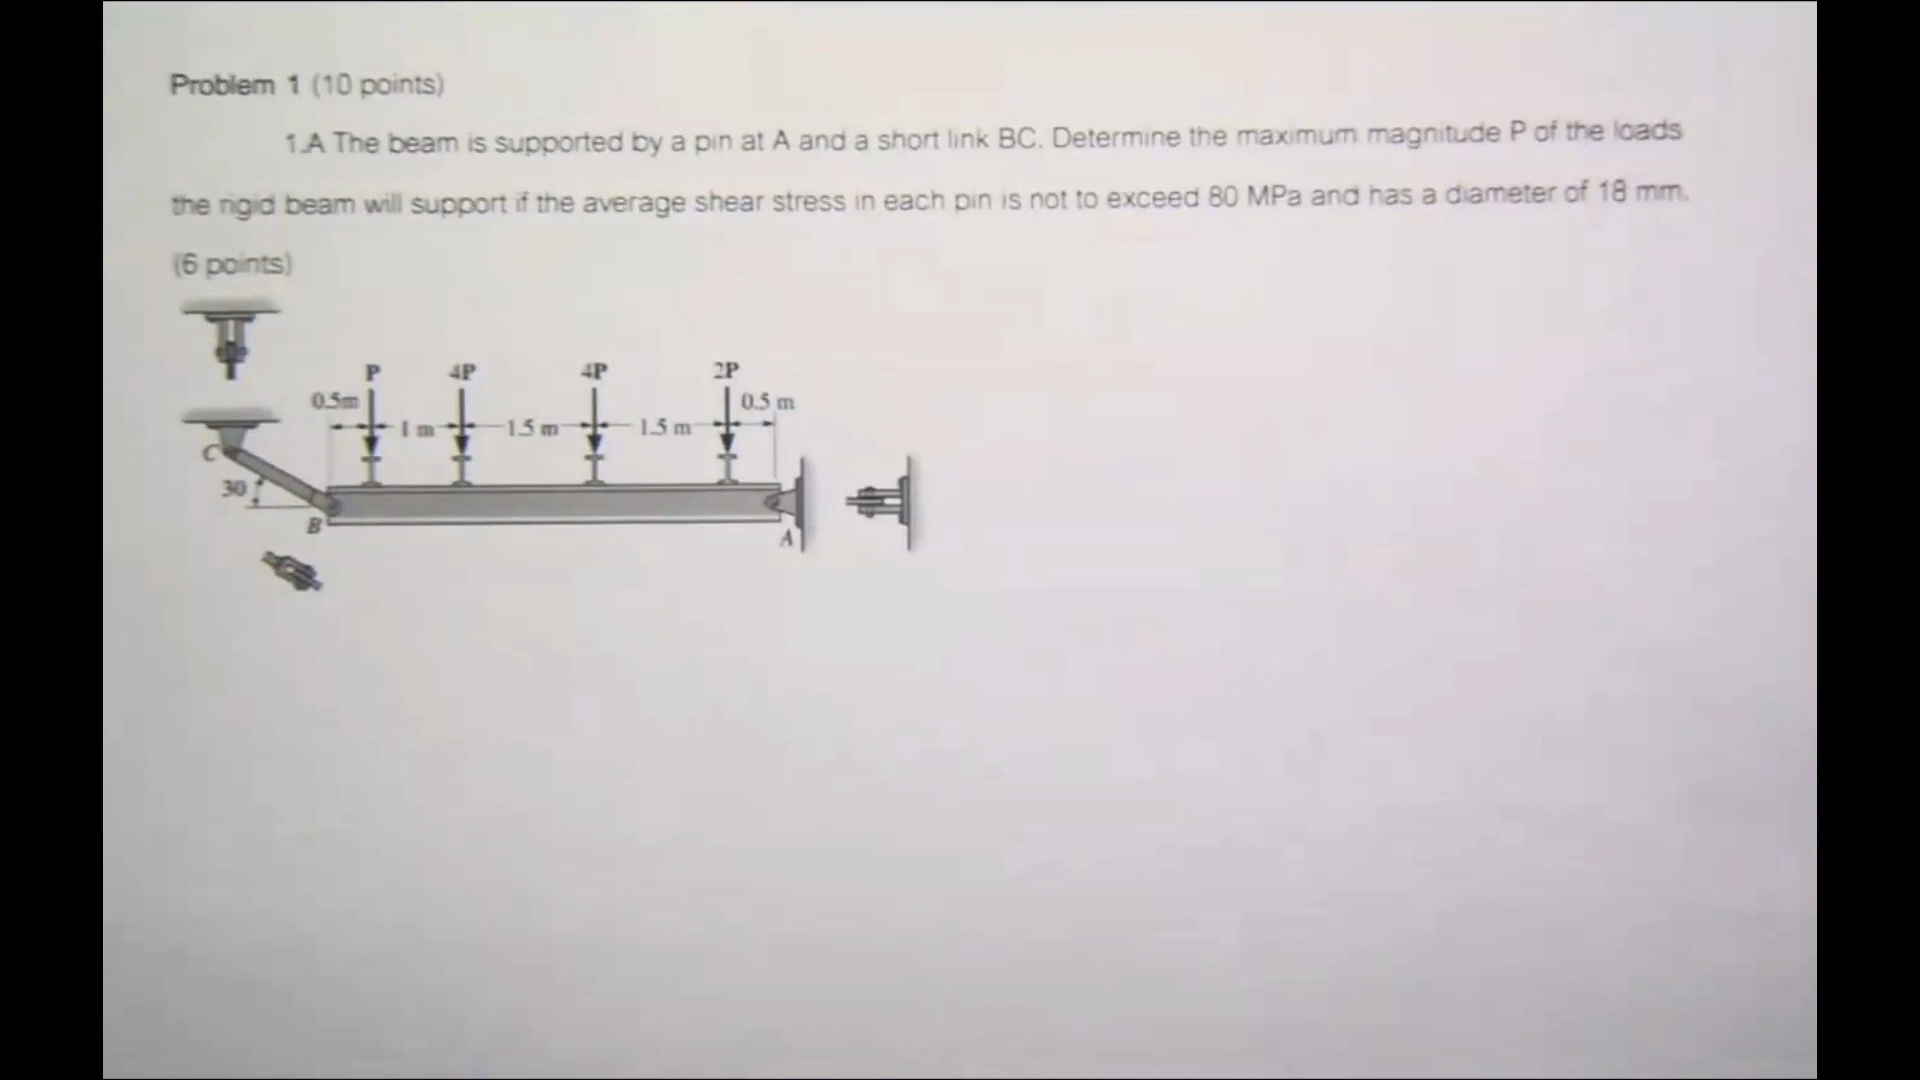 Problem 1 (10 points)
1.A The beam is supported by a pin at A and a short link BC. Determine the maximum magnitude P of the loads
the rigid beam will support if the average shear stress in each pin is not to exceed 80 MPa and has a diameter of 18 mm.
(6 points)
P 4P 4P 2P
0.5m 0.5 m
1 m 1.5 m 1.5 m
C
30
B
A